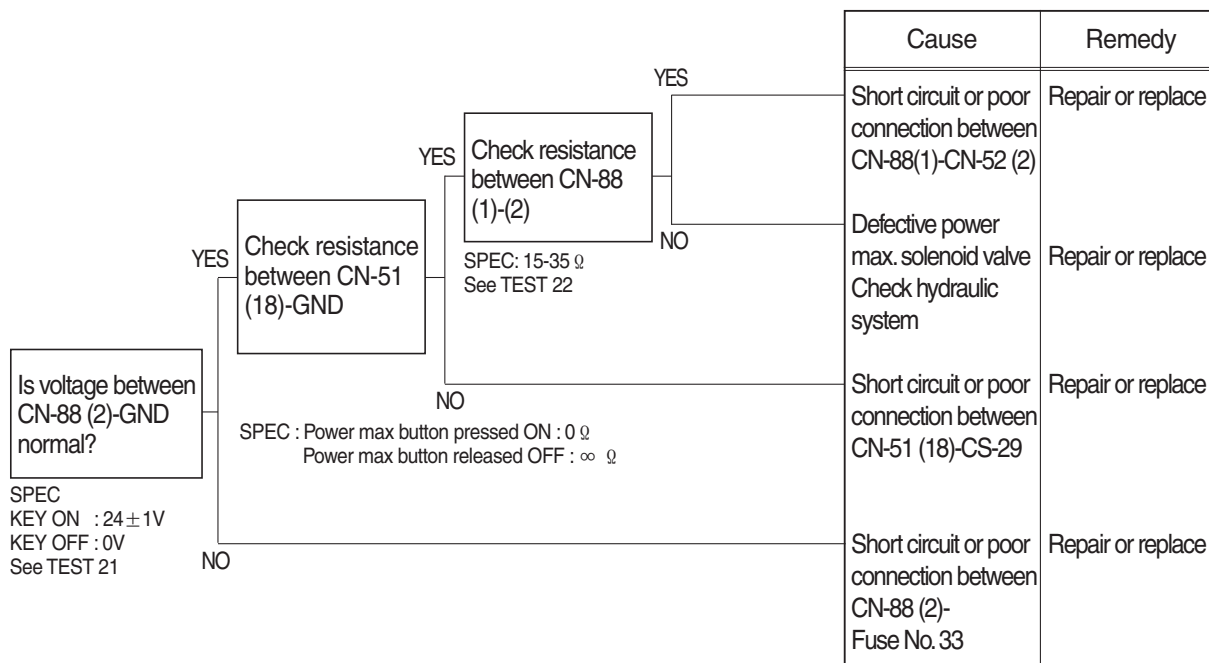 Cause
Remedy
YES
Short circuit or poor
connection between
CN-88(1)-CN-52 (2)
Repair or replace
YES
Check resistance
between CN-88
(1)-(2)
SPEC: 15-35 Ω
See TEST 22
NO
Defective power
max. solenoid valve
Check hydraulic
system
Repair or replace
YES
Check resistance
between CN-51
(18)-GND
NO
SPEC : Power max button pressed ON : 0 Ω
Power max button released OFF : ∞ Ω
Short circuit or poor
connection between
CN-51 (18)-CS-29
Repair or replace
Is voltage between
CN-88 (2)-GND
normal?
SPEC
KEY ON : 24±1V
KEY OFF : 0V
See TEST 21
NO
Short circuit or poor
connection between
CN-88 (2)-
Fuse No. 33
Repair or replace